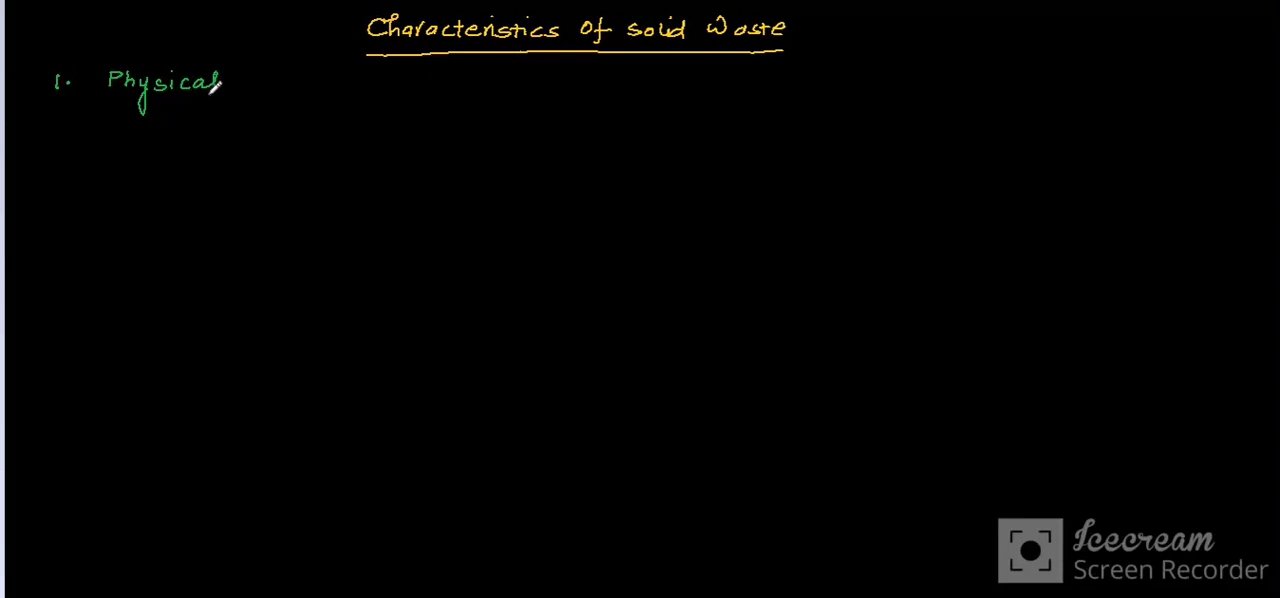 Characteristics Of Solid Waste
1. Physical
Icecream
Screen Recorder